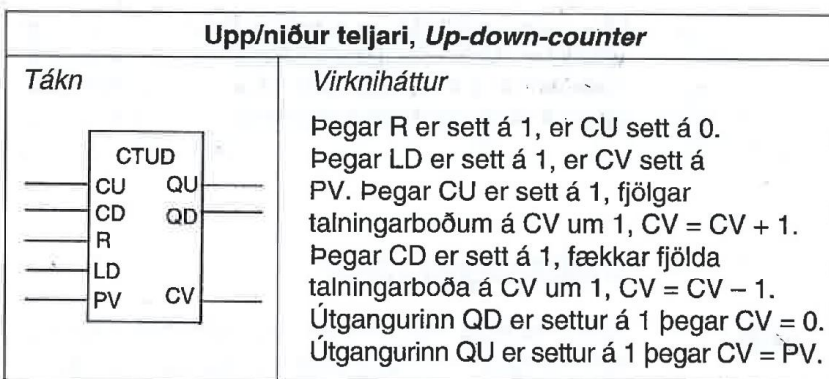 Upp/niður teljari, Up-down-counter
Tákn
Virkniháttur
CTUD
CU QU
CD QD
R
LD
PV CV
Þegar R er sett á 1, er CU sett á 0.
Þegar LD er sett á 1, er CV sett á
PV. Þegar CU er sett á 1, fjölgar
talningarboðum á CV um 1, CV = CV + 1.
Þegar CD er sett á 1, fækkar fjölda
talningarboða á CV um 1, CV = CV – 1.
Útgangurinn QD er settur á 1 þegar CV = 0.
Útgangurinn QU er settur á 1 þegar CV = PV.